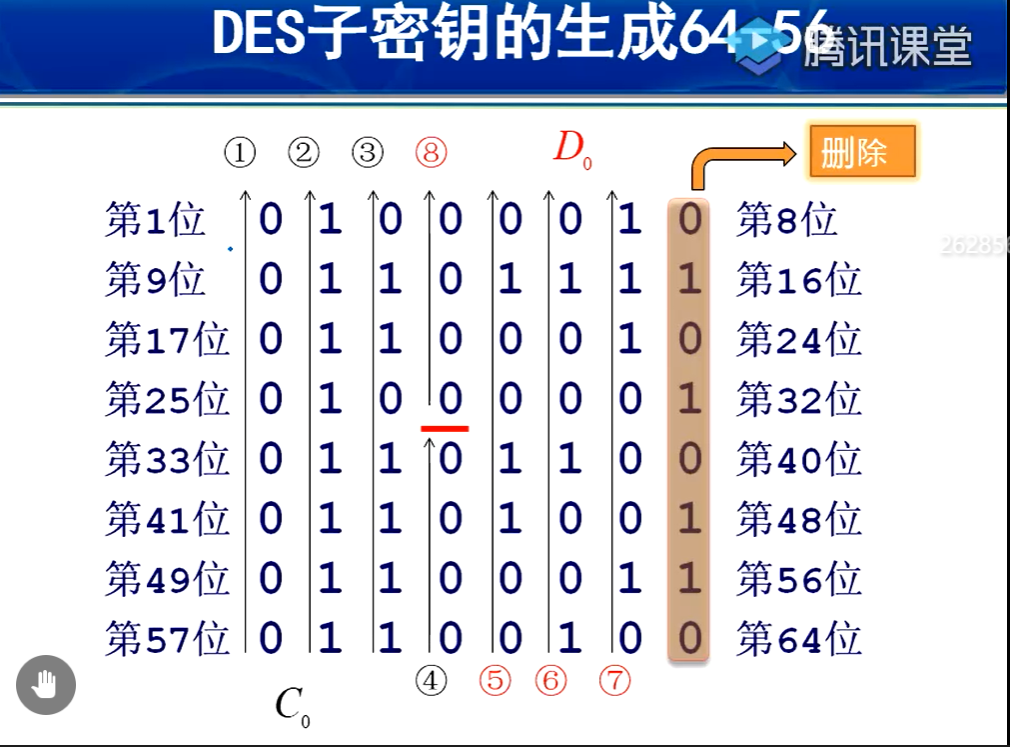 DES子密钥的生成64-56
腾讯课堂
① ② ③ ⑧ D₀ 删除
第1位 0 1 0 0 0 0 1 0 第8位
第9位 0 1 1 0 1 1 1 1 第16位
262856
第17位 0 1 1 0 0 0 1 0 第24位
第25位 0 1 0 0 0 0 0 1 第32位
第33位 0 1 1 0 1 1 0 0 第40位
第41位 0 1 1 0 1 0 0 1 第48位
第49位 0 1 1 0 0 0 1 1 第56位
第57位 0 1 1 0 0 1 0 0 第64位
④ ⑤ ⑥ ⑦
C₀